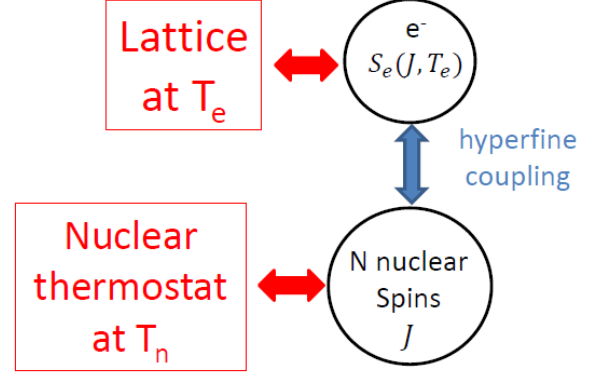 Lattice
at Tₑ
e⁻
Sₑ(J, Tₑ)
hyperfine
coupling
Nuclear
thermostat
at Tₙ
N nuclear
Spins
J